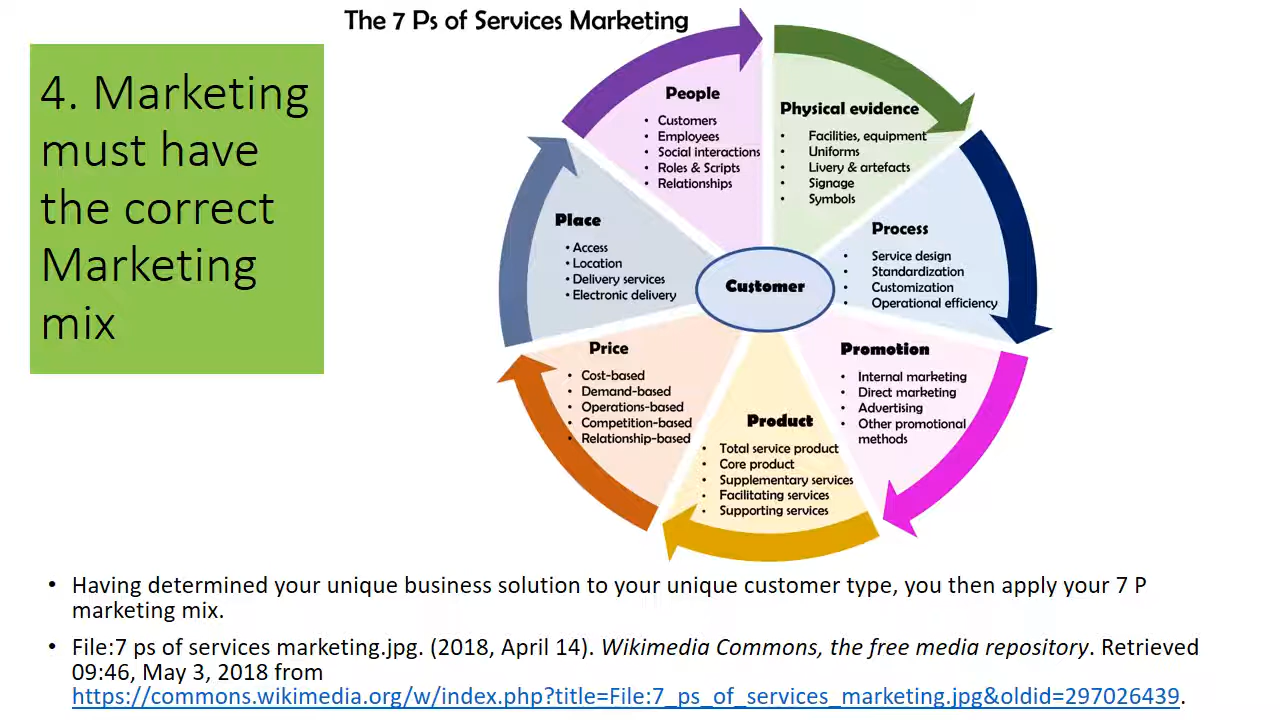 The 7 Ps of Services Marketing
4. Marketing
must have
the correct
Marketing
mix
People
• Customers
• Employees
• Social interactions
• Roles & Scripts
• Relationships
Physical evidence
• Facilities, equipment
• Uniforms
• Livery & artefacts
• Signage
• Symbols
Process
• Service design
• Standardization
• Customization
• Operational efficiency
Promotion
• Internal marketing
• Direct marketing
• Advertising
• Other promotional
methods
Product
• Total service product
• Core product
• Supplementary services
• Facilitating services
• Supporting services
Price
• Cost-based
• Demand-based
• Operations-based
• Competition-based
• Relationship-based
Place
• Access
• Location
• Delivery services
• Electronic delivery
Customer
• Having determined your unique business solution to your unique customer type, you then apply your 7 P
marketing mix.
• File:7 ps of services marketing.jpg. (2018, April 14). Wikimedia Commons, the free media repository. Retrieved
09:46, May 3, 2018 from
https://commons.wikimedia.org/w/index.php?title=File:7_ps_of_services_marketing.jpg&oldid=297026439.